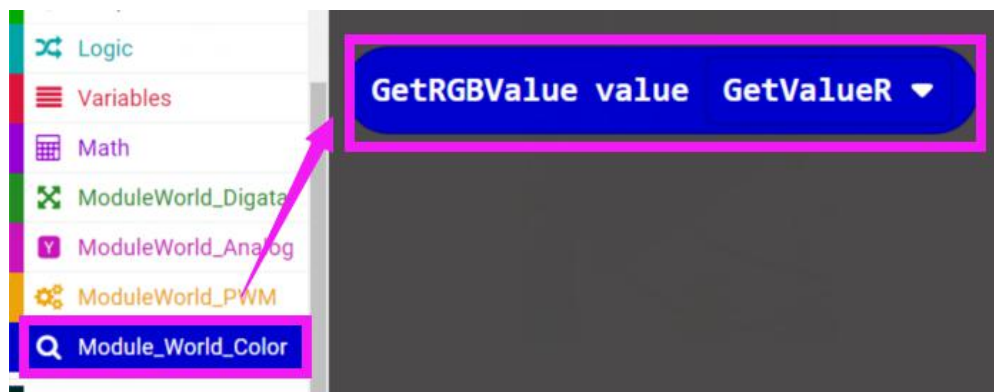 Logic
Variables
Math
ModuleWorld_Digata
ModuleWorld_Analog
ModuleWorld_PWM
Module_World_Color
GetRGBValue value GetValueR